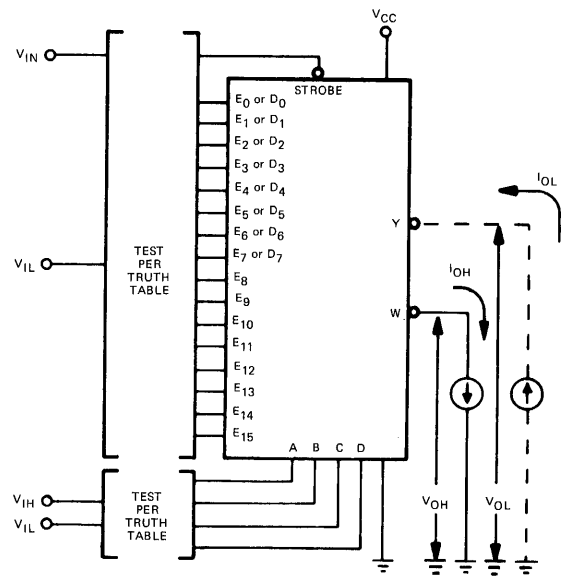 VCC
VIN
STROBE
E0 or D0
E1 or D1
E2 or D2
E3 or D3
E4 or D4
E5 or D5
E6 or D6
E7 or D7
E8
E9
E10
E11
E12
E13
E14
E15
VIL
TEST
PER
TRUTH
TABLE
Y
W
IOL
IOH
A B C D
VIH
VIL
TEST
PER
TRUTH
TABLE
VOH
VOL